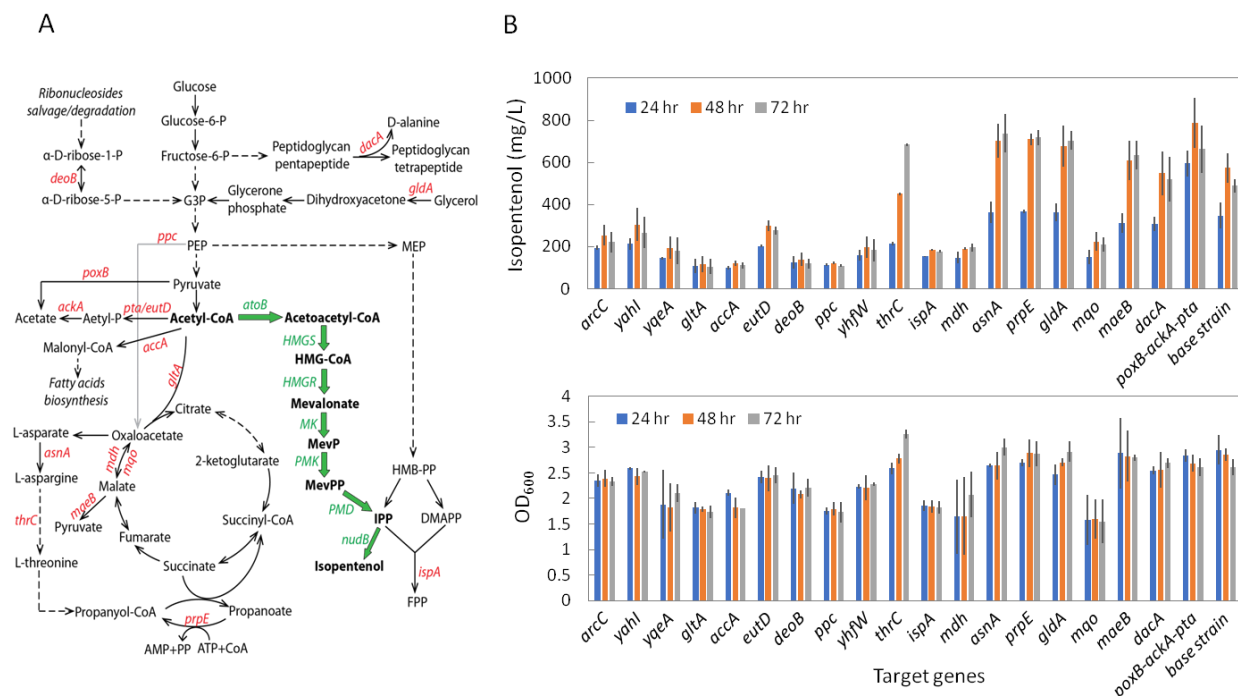 A
Ribonucleosides
salvage/degradation
Glucose
Glucose-6-P
D-alanine
α-D-ribose-1-P
Fructose-6-P
Peptidoglycan
pentapeptide
dacA
Peptidoglycan
tetrapeptide
deoB
α-D-ribose-5-P
G3P
Glycerone
phosphate
Dihydroxyacetone
gldA
Glycerol
ppc
PEP
MEP
poxB
Pyruvate
ackA
pta/eutD
atoB
Acetate
Aetyl-P
Acetyl-CoA
Acetoacetyl-CoA
Malonyl-CoA
accA
HMGS
HMG-CoA
Fatty acids
biosynthesis
gltA
HMGR
Citrate
Mevalonate
L-asparate
Oxaloacetate
MK
asnA
mdh
mqo
MevP
2-ketoglutarate
PMK
HMB-PP
L-aspargine
Malate
MevPP
maeB
thrC
Pyruvate
Succinyl-CoA
PMD
IPP
DMAPP
Fumarate
nudB
L-threonine
Succinate
Isopentenol
ispA
FPP
Propanyol-CoA
Propanoate
prpE
AMP+PP
ATP+CoA
B
Isopentenol (mg/L)
1000
800
600
400
200
0
24 hr 48 hr 72 hr
arcC yahI yqeA gltA accA eutD deoB ppc yhfW thrC ispA mdh asnA prpE gldA mqo maeB dacA poxB-ackA-pta base strain
OD600
4
3.5
3
2.5
2
1.5
1
0.5
0
24 hr 48 hr 72 hr
arcC yahI yqeA gltA accA eutD deoB ppc yhfW thrC ispA mdh asnA prpE gldA mqo maeB dacA poxB-ackA-pta base strain
Target genes